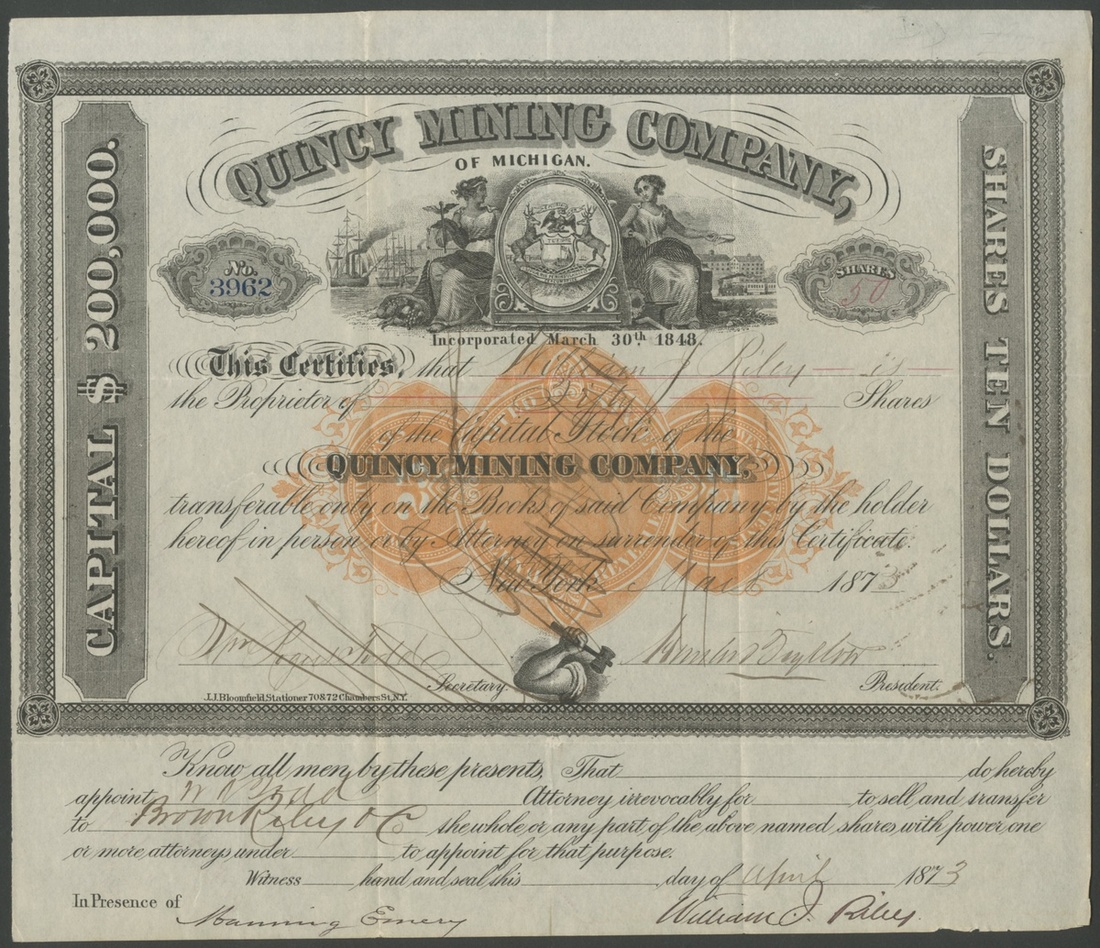 QUINCY MINING COMPANY,
OF MICHIGAN.
CAPITAL $ 200,000.
SHARES TEN DOLLARS.
No. 3962
SHARES 50
Incorporated March 30th. 1848.
This Certifies, that William J Riley is
the Proprietor of Fifty Shares
of the Capital Stock of the
QUINCY MINING COMPANY,
transferable only on the Books of said Company by the holder
hereof in person or by Attorney on surrender of this Certificate.
New York March 1873
Secretary.
President.
J.J. Bloomfield, Stationer 70 & 72 Chambers St, N.Y.
Know all men by these presents, That do hereby
appoint W R Todd Attorney irrevocably for to sell and transfer
to Brown Riley & C the whole or any part of the above named shares, with power one
or more attorneys under to appoint for that purpose.
Witness hand and seal this day of April 1873
In Presence of
Manning Emery William J. Riley